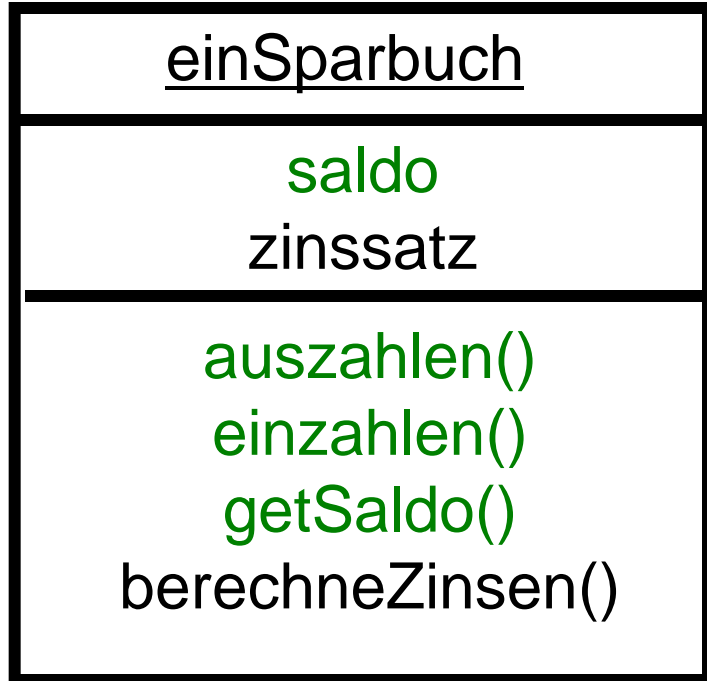 einSparbuch
saldo
zinssatz
auszahlen()
einzahlen()
getSaldo()
berechneZinsen()